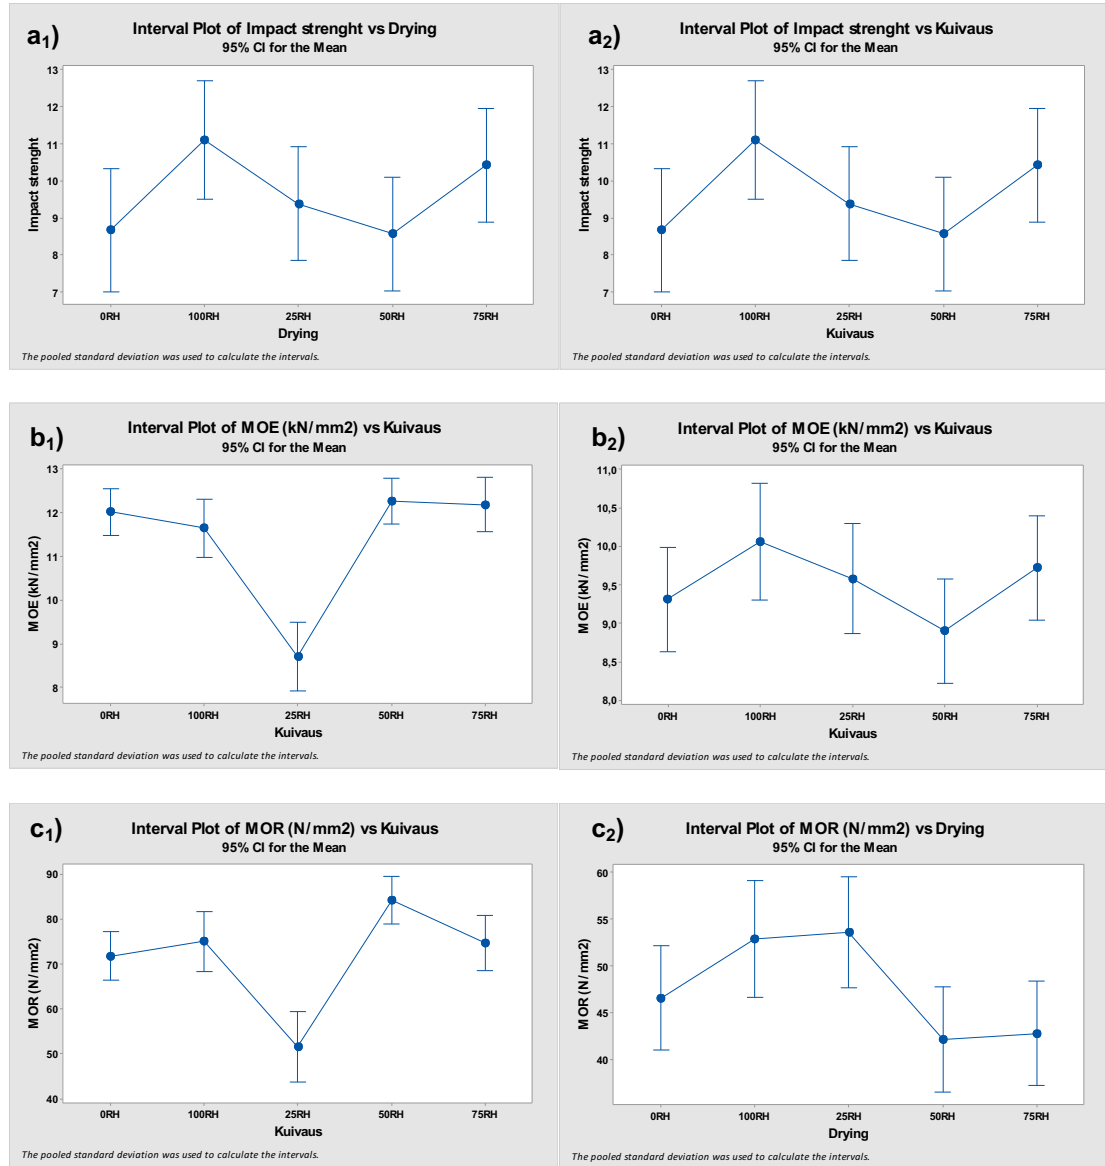 a1)
Interval Plot of Impact strenght vs Drying
95% CI for the Mean
Impact strenght
13
12
11
10
9
8
7
0RH 100RH 25RH 50RH 75RH
Drying
The pooled standard deviation was used to calculate the intervals.
a2)
Interval Plot of Impact strenght vs Kuivaus
95% CI for the Mean
Impact strenght
13
12
11
10
9
8
7
0RH 100RH 25RH 50RH 75RH
Kuivaus
The pooled standard deviation was used to calculate the intervals.
b1)
Interval Plot of MOE (kN/mm2) vs Kuivaus
95% CI for the Mean
MOE (kN/mm2)
13
12
11
10
9
8
0RH 100RH 25RH 50RH 75RH
Kuivaus
The pooled standard deviation was used to calculate the intervals.
b2)
Interval Plot of MOE (kN/mm2) vs Kuivaus
95% CI for the Mean
MOE (kN/mm2)
11,0
10,5
10,0
9,5
9,0
8,5
8,0
0RH 100RH 25RH 50RH 75RH
Kuivaus
The pooled standard deviation was used to calculate the intervals.
c1)
Interval Plot of MOR (N/mm2) vs Kuivaus
95% CI for the Mean
MOR (N/mm2)
90
80
70
60
50
40
0RH 100RH 25RH 50RH 75RH
Kuivaus
The pooled standard deviation was used to calculate the intervals.
c2)
Interval Plot of MOR (N/mm2) vs Drying
95% CI for the Mean
MOR (N/mm2)
60
55
50
45
40
0RH 100RH 25RH 50RH 75RH
Drying
The pooled standard deviation was used to calculate the intervals.